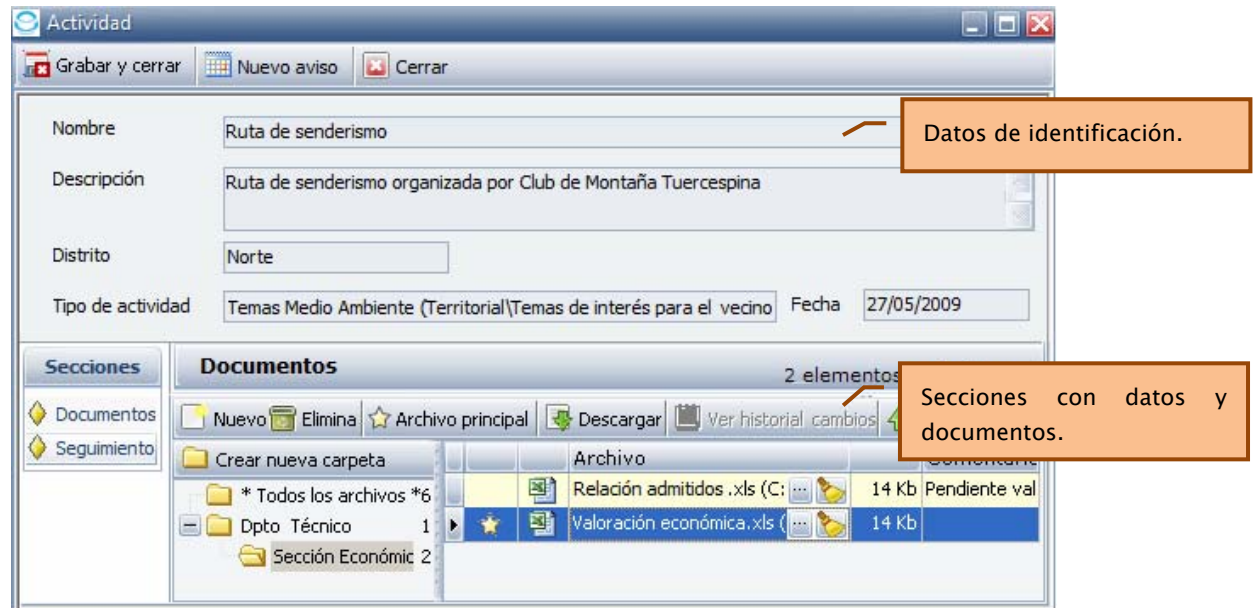 Actividad
Grabar y cerrar Nuevo aviso Cerrar
Nombre Ruta de senderismo
Datos de identificación.
Descripción Ruta de senderismo organizada por Club de Montaña Tuercespina
Distrito Norte
Tipo de actividad Temas Medio Ambiente (Territorial\Temas de interés para el vecino Fecha 27/05/2009
Secciones Documentos 2 elementos
Secciones con datos y
documentos.
Documentos Nuevo Elimina Archivo principal Descargar Ver historial cambios
Seguimiento Crear nueva carpeta Archivo
* Todos los archivos * 6 Relación admitidos .xls (C: ... 14 Kb Pendiente val
Dpto Técnico 1 Valoración económica.xls ( ... 14 Kb
Sección Económic 2